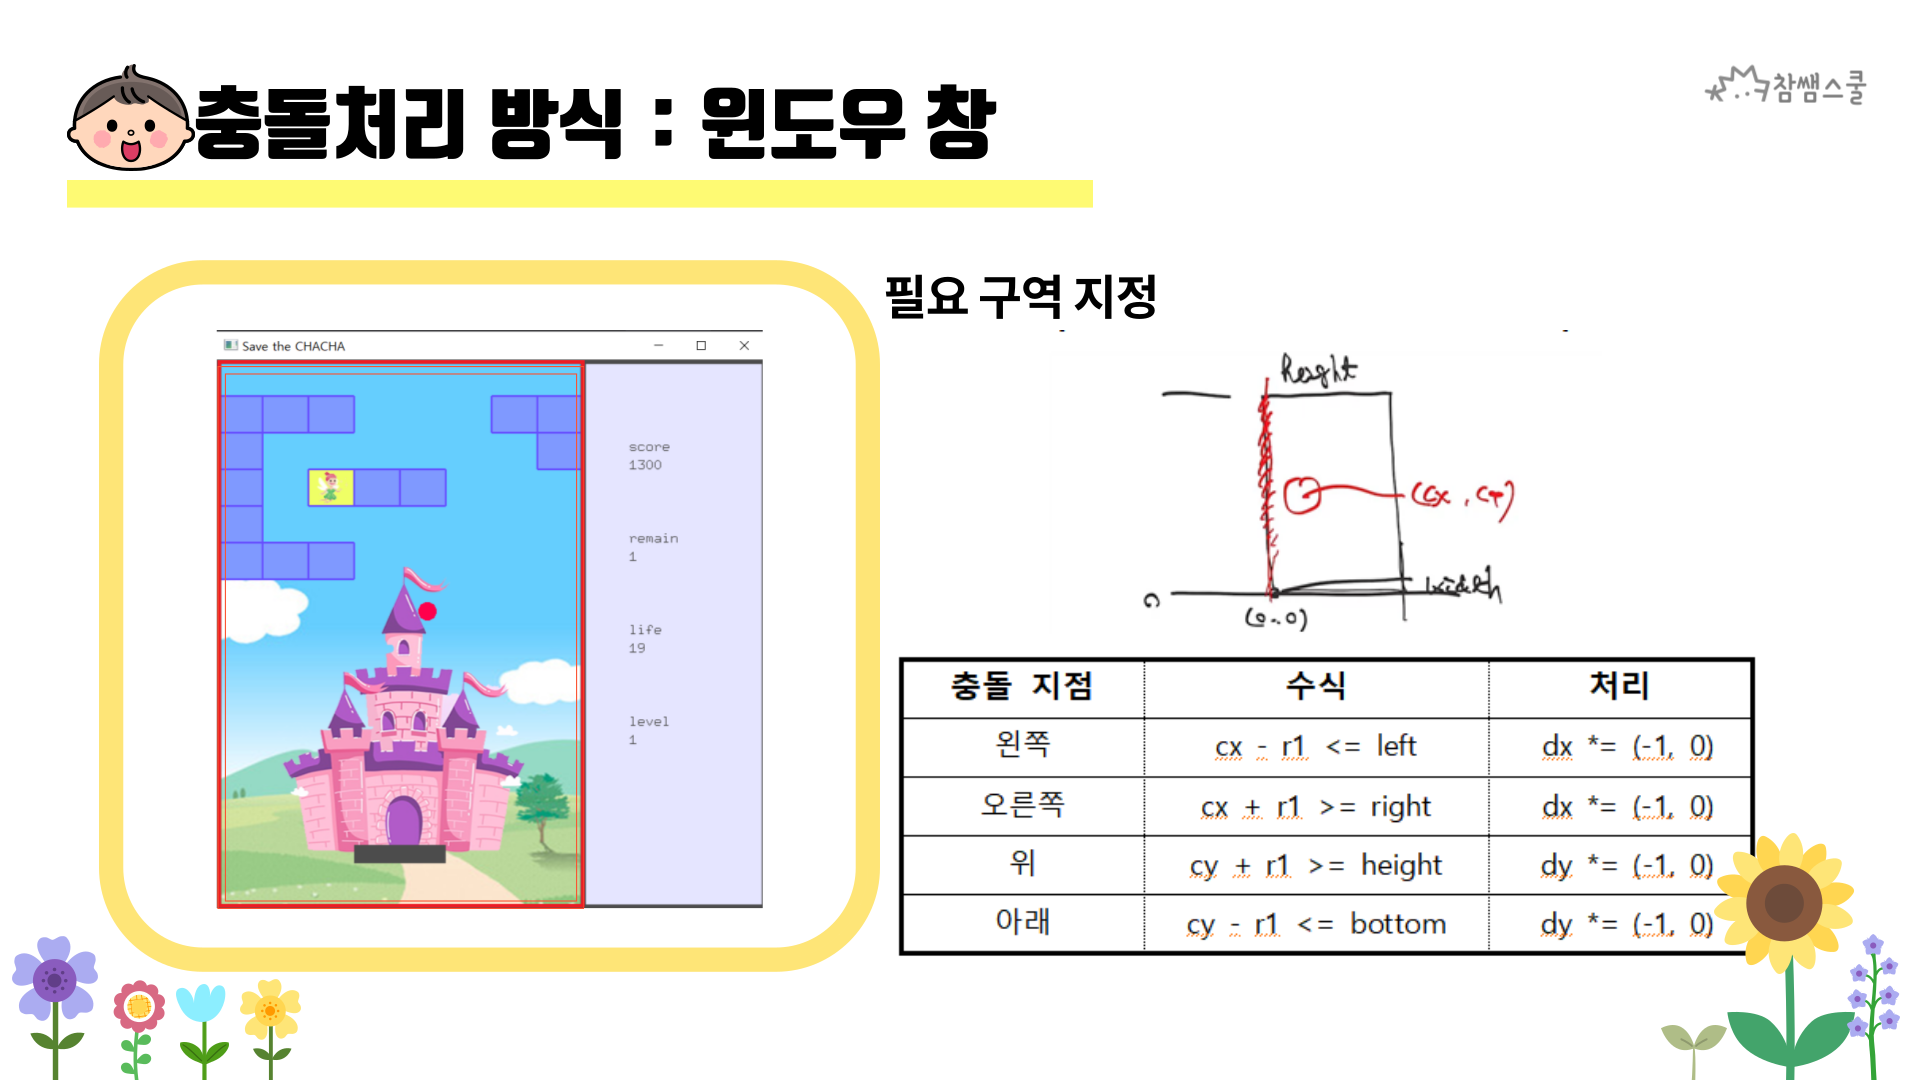 충돌처리 방식 : 윈도우 창
참쌤스쿨
필요 구역 지정
Save the CHACHA
score
1300
remain
1
life
19
level
1
height
(cx, cy)
width
0
(0.0)
충돌 지점 수식 처리
왼쪽 cx - r1 <= left dx *= (-1, 0)
오른쪽 cx + r1 >= right dx *= (-1, 0)
위 cy + r1 >= height dy *= (-1, 0)
아래 cy - r1 <= bottom dy *= (-1, 0)